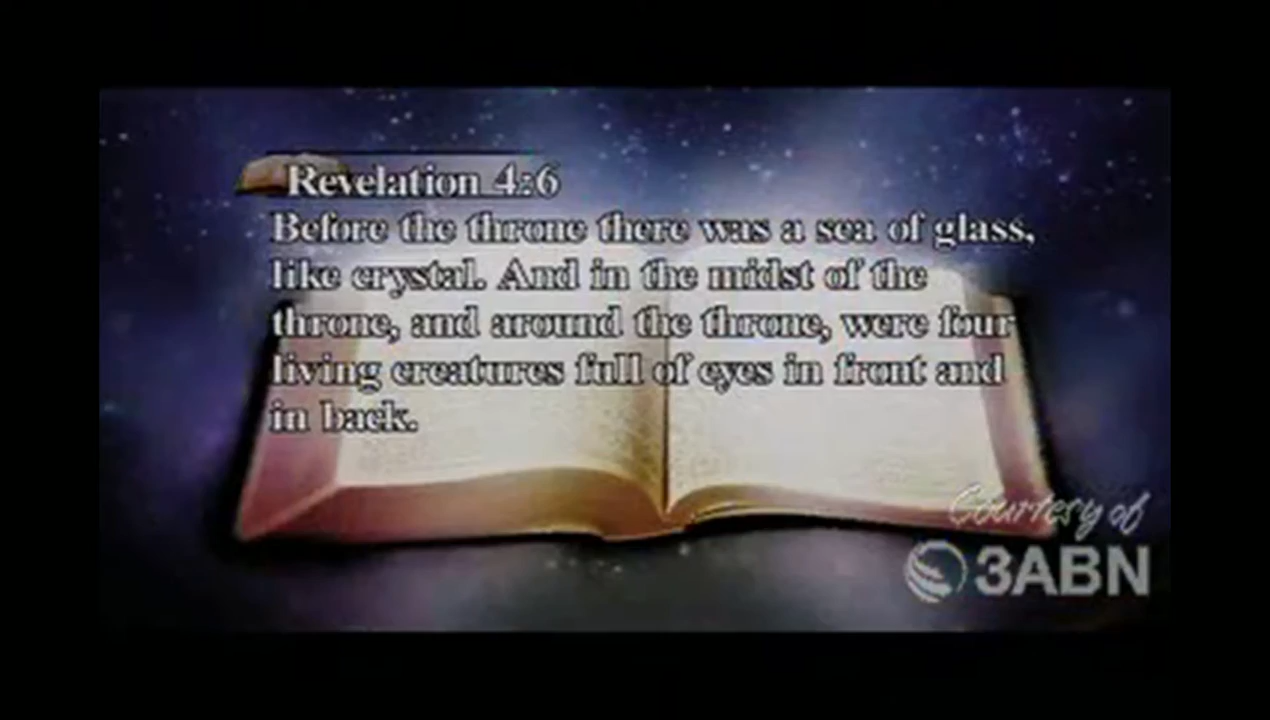 Revelation 4:6
Before the throne there was a sea of glass,
like crystal. And in the midst of the
throne, and around the throne, were four
living creatures full of eyes in front and
in back.
Courtesy of
3ABN